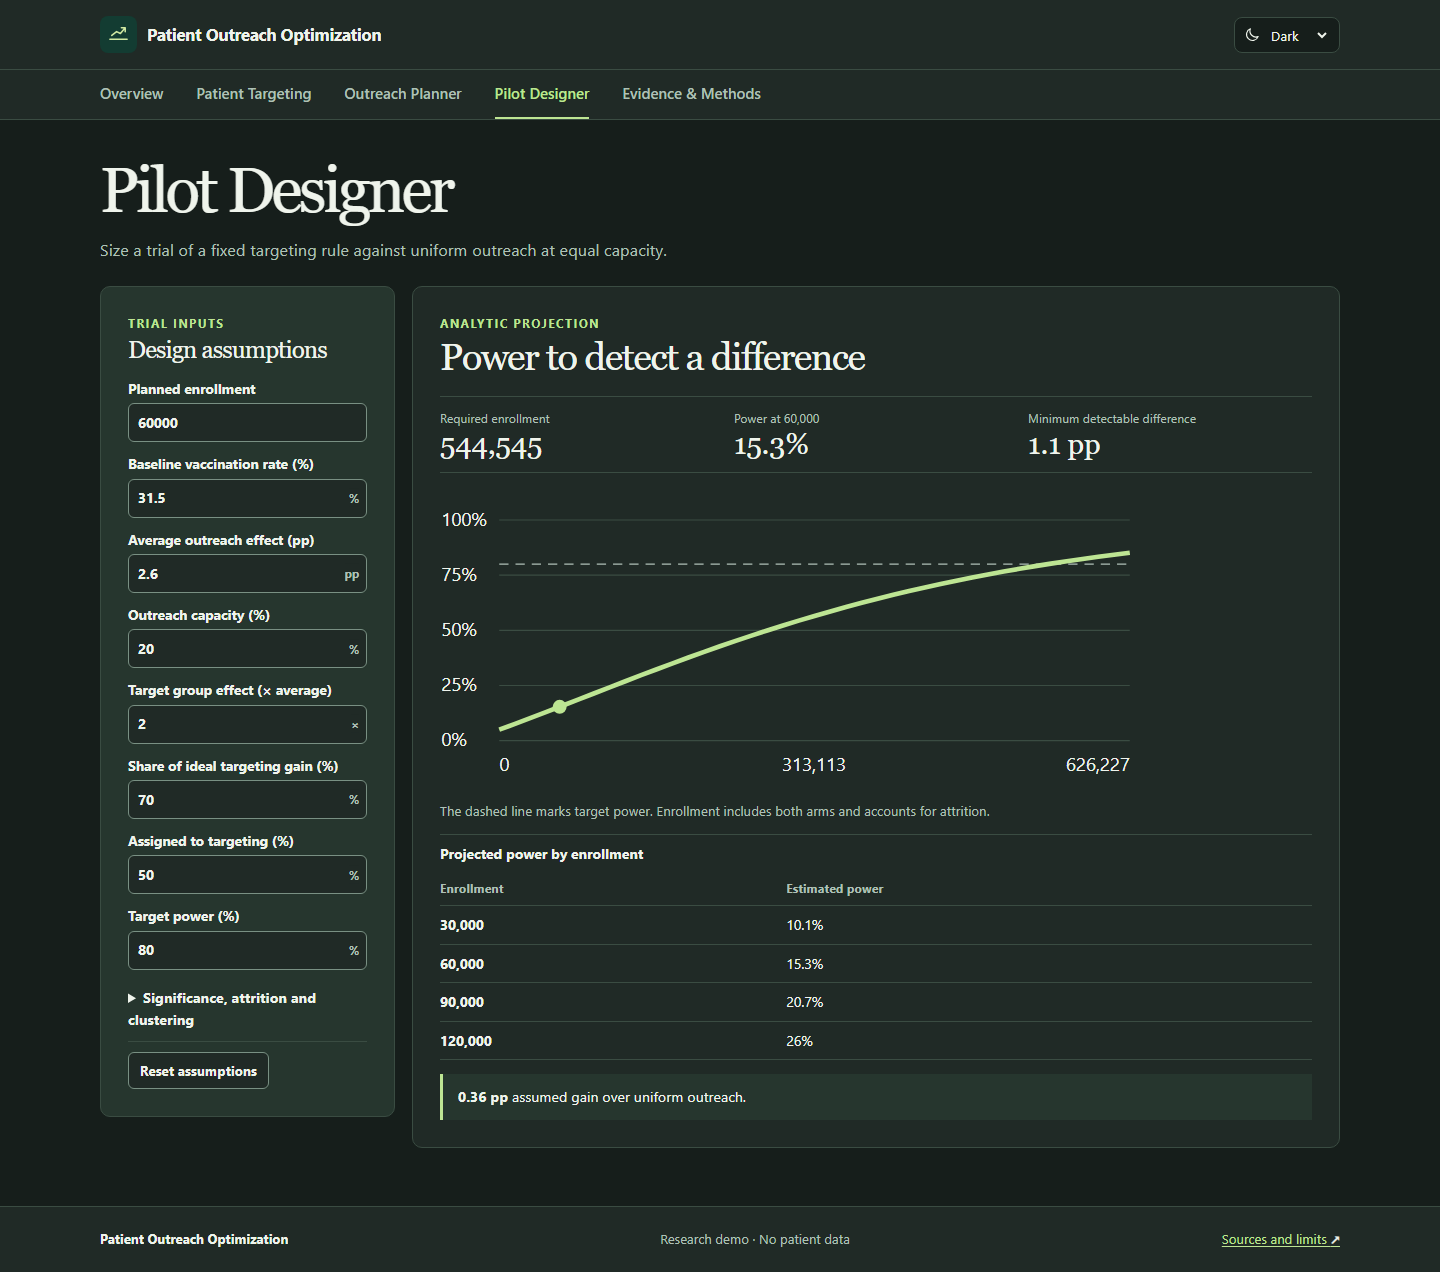 Patient Outreach Optimization
Dark
Overview
Patient Targeting
Outreach Planner
Pilot Designer
Evidence & Methods
Pilot Designer
Size a trial of a fixed targeting rule against uniform outreach at equal capacity.
TRIAL INPUTS
Design assumptions
Planned enrollment
60000
Baseline vaccination rate (%)
31.5 %
Average outreach effect (pp)
2.6 pp
Outreach capacity (%)
20 %
Target group effect (× average)
2 ×
Share of ideal targeting gain (%)
70 %
Assigned to targeting (%)
50 %
Target power (%)
80 %
Significance, attrition and
clustering
Reset assumptions
ANALYTIC PROJECTION
Power to detect a difference
Required enrollment
544,545
Power at 60,000
15.3%
Minimum detectable difference
1.1 pp
100%
75%
50%
25%
0%
0
313,113
626,227
The dashed line marks target power. Enrollment includes both arms and accounts for attrition.
Projected power by enrollment
Enrollment Estimated power
30,000 10.1%
60,000 15.3%
90,000 20.7%
120,000 26%
0.36 pp assumed gain over uniform outreach.
Patient Outreach Optimization
Research demo · No patient data
Sources and limits ↗